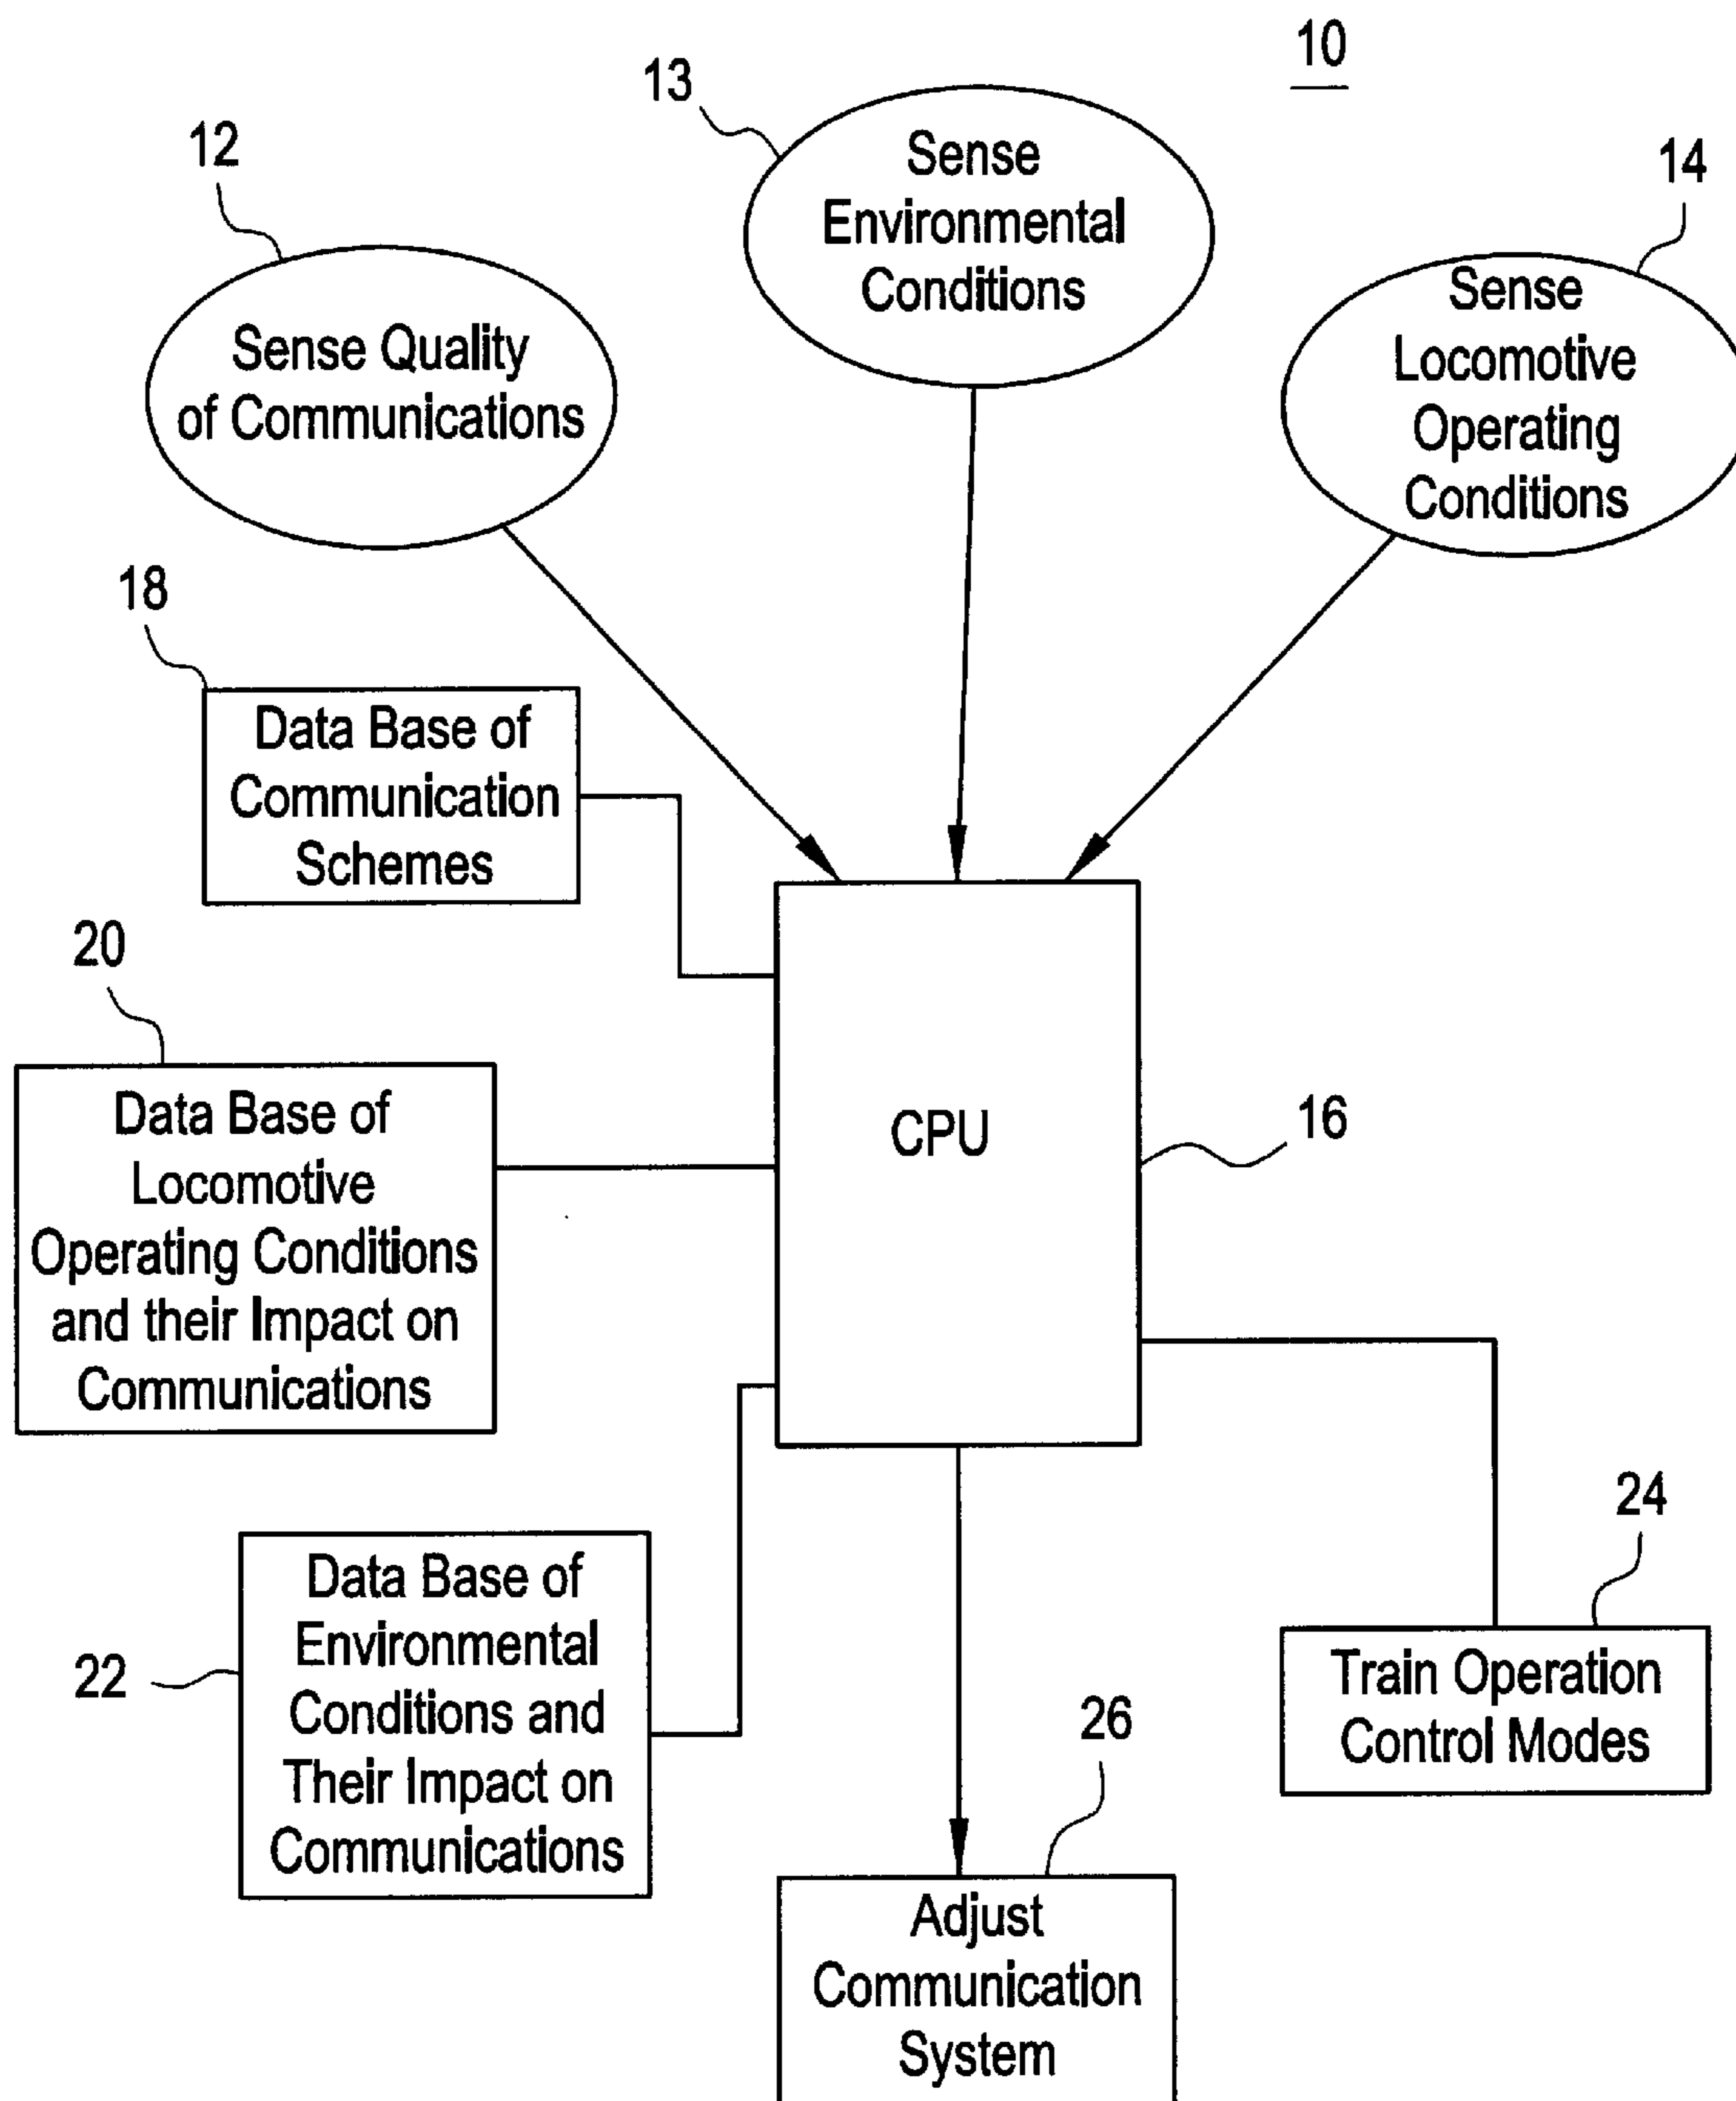 10
13
Sense
Environmental
Conditions
12
Sense Quality
of Communications
14
Sense
Locomotive
Operating
Conditions
18
Data Base of
Communication
Schemes
20
Data Base of
Locomotive
Operating Conditions
and their Impact on
Communications
CPU
16
22
Data Base of
Environmental
Conditions and
Their Impact on
Communications
24
Train Operation
Control Modes
26
Adjust
Communication
System